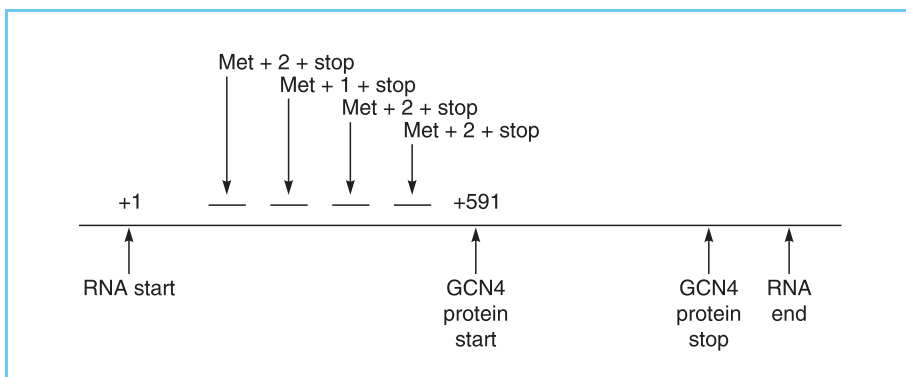 Met + 2 + stop
Met + 1 + stop
Met + 2 + stop
Met + 2 + stop
+1
+591
RNA start
GCN4
protein
start
GCN4
protein
stop
RNA
end